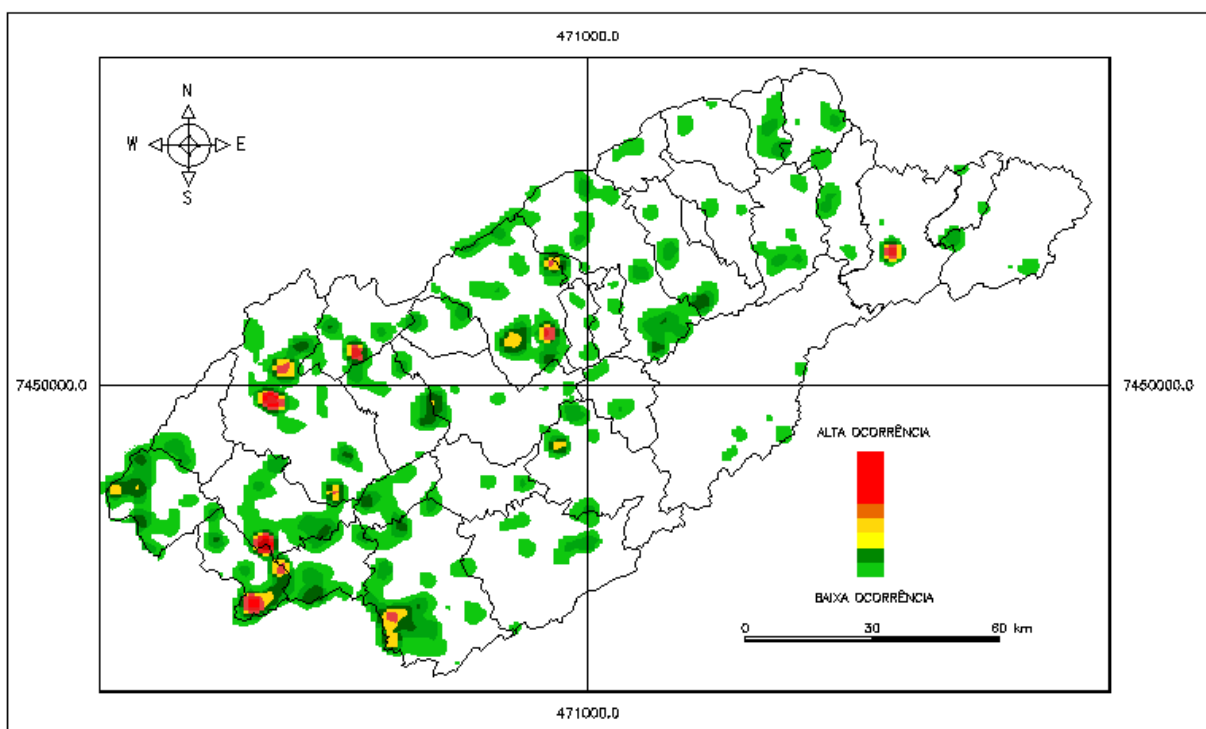 471000.0
N
W E
S
7450000.0 7450000.0
ALTA OCORRÊNCIA
BAIXA OCORRÊNCIA
0 30 60 km
471000.0